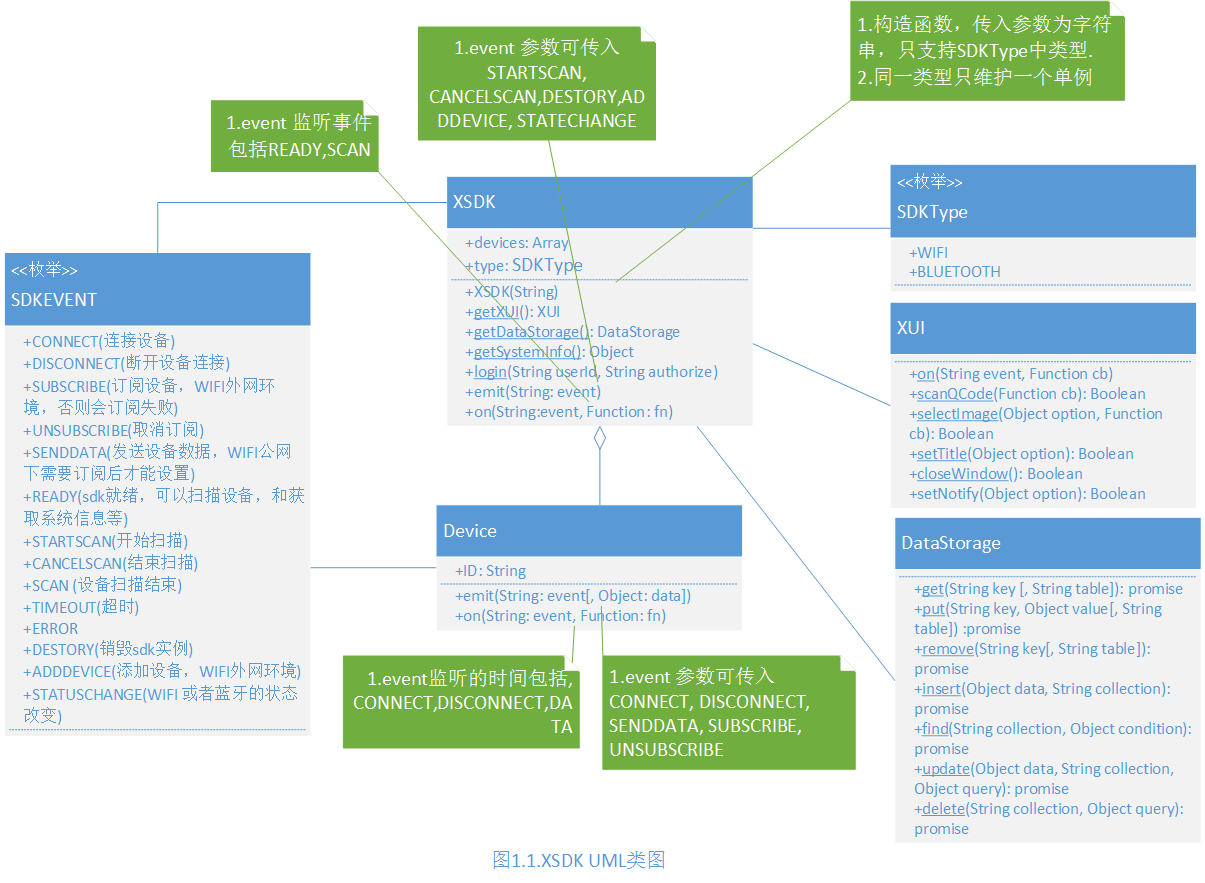 1.构造函数，传入参数为字符
串，只支持SDKType中类型.
2.同一类型只维护一个单例
1.event 参数可传入
STARTSCAN,
CANCELSCAN,DESTORY,AD
DDEVICE, STATECHANGE
1.event 监听事件
包括READY,SCAN
XSDK
+devices: Array
+type: SDKType
+XSDK(String)
+getXUI(): XUI
+getDataStorage(): DataStorage
+getSystemInfo(): Object
+login(String userId, String authorize)
+emit(String: event)
+on(String:event, Function: fn)
<<枚举>>
SDKType
+WIFI
+BLUETOOTH
<<枚举>>
SDKEVENT
+CONNECT(连接设备)
+DISCONNECT(断开设备连接)
+SUBSCRIBE(订阅设备，WIFI外网环
境，否则会订阅失败)
+UNSUBSCRIBE(取消订阅)
+SENDDATA(发送设备数据，WIFI公网
下需要订阅后才能设置)
+READY(sdk就绪，可以扫描设备，和获
取系统信息等)
+STARTSCAN(开始扫描)
+CANCELSCAN(结束扫描)
+SCAN (设备扫描结束)
+TIMEOUT(超时)
+ERROR
+DESTORY(销毁sdk实例)
+ADDDEVICE(添加设备，WIFI外网环境)
+STATUSCHANGE(WIFI 或者蓝牙的状态
改变)
XUI
+on(String event, Function cb)
+scanQCode(Function cb): Boolean
+selectImage(Object option, Function
cb): Boolean
+setTitle(Object option): Boolean
+closeWindow(): Boolean
+setNotify(Object option): Boolean
Device
+ID: String
+emit(String: event[, Object: data])
+on(String: event, Function: fn)
DataStorage
+get(String key [, String table]): promise
+put(String key, Object value[, String
table]) :promise
+remove(String key[, String table]):
promise
+insert(Object data, String collection):
promise
+find(String collection, Object condition):
promise
+update(Object data, String collection,
Object query): promise
+delete(String collection, Object query):
promise
1.event监听的时间包括,
CONNECT,DISCONNECT,DA
TA
1.event 参数可传入
CONNECT, DISCONNECT,
SENDDATA, SUBSCRIBE,
UNSUBSCRIBE
图1.1.XSDK UML类图